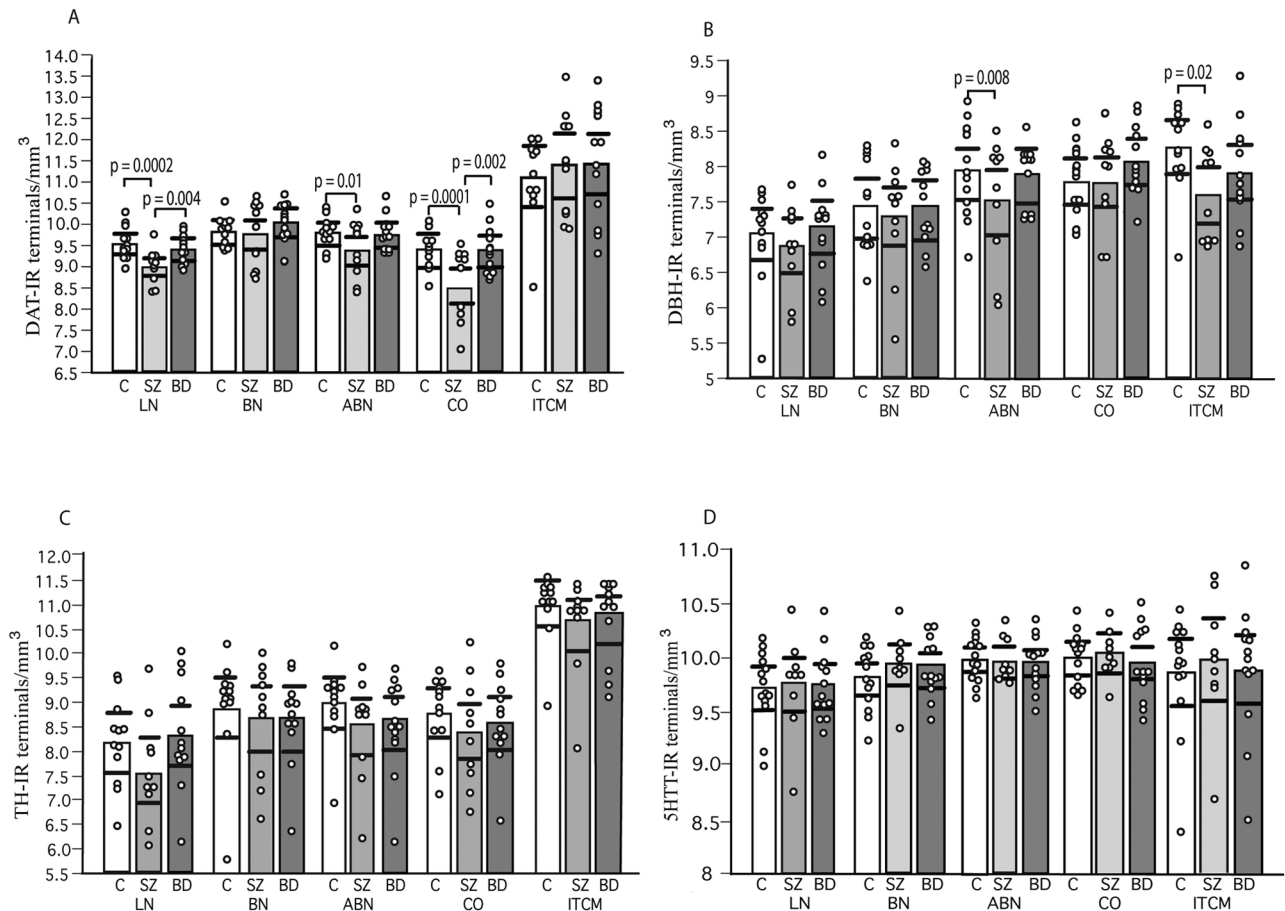 A
DAT-IR terminals/mm³
14.0
13.5
13.0
12.5
12.0
11.5
11.0
10.5
10.0
9.5
9.0
8.5
8.0
7.5
7.0
6.5
p = 0.0002
p = 0.004
p = 0.01
p = 0.0001
p = 0.002
C SZ BD C SZ BD C SZ BD C SZ BD C SZ BD
LN BN ABN CO ITCM
B
DBH-IR terminals/mm³
9.5
9
8.5
8
7.5
7
6.5
6
5.5
5
p = 0.008
p = 0.02
C SZ BD C SZ BD C SZ BD C SZ BD C SZ BD
LN BN ABN CO ITCM
C
TH-IR terminals/mm³
12.0
11.5
11.0
10.5
10.0
9.5
9.0
8.5
8.0
7.5
7.0
6.5
6.0
5.5
C SZ BD C SZ BD C SZ BD C SZ BD C SZ BD
LN BN ABN CO ITCM
D
5HTT-IR terminals/mm³
11.0
10.5
10.0
9.5
9.0
8.5
8
C SZ BD C SZ BD C SZ BD C SZ BD C SZ BD
LN BN ABN CO ITCM